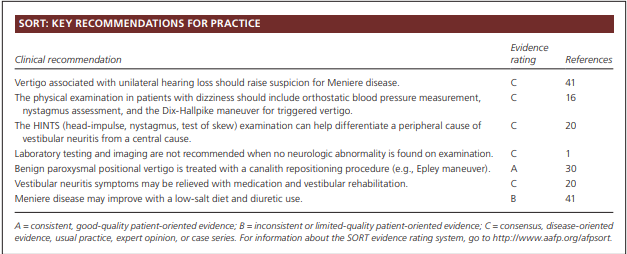 SORT: KEY RECOMMENDATIONS FOR PRACTICE
Clinical recommendation Evidence rating References
Vertigo associated with unilateral hearing loss should raise suspicion for Meniere disease. C 41
The physical examination in patients with dizziness should include orthostatic blood pressure measurement, C 16
nystagmus assessment, and the Dix-Hallpike maneuver for triggered vertigo.
The HINTS (head-impulse, nystagmus, test of skew) examination can help differentiate a peripheral cause of C 20
vestibular neuritis from a central cause.
Laboratory testing and imaging are not recommended when no neurologic abnormality is found on examination. C 1
Benign paroxysmal positional vertigo is treated with a canalith repositioning procedure (e.g., Epley maneuver). A 30
Vestibular neuritis symptoms may be relieved with medication and vestibular rehabilitation. C 20
Meniere disease may improve with a low-salt diet and diuretic use. B 41
A = consistent, good-quality patient-oriented evidence; B = inconsistent or limited-quality patient-oriented evidence; C = consensus, disease-oriented
evidence, usual practice, expert opinion, or case series. For information about the SORT evidence rating system, go to http://www.aafp.org/afpsort.